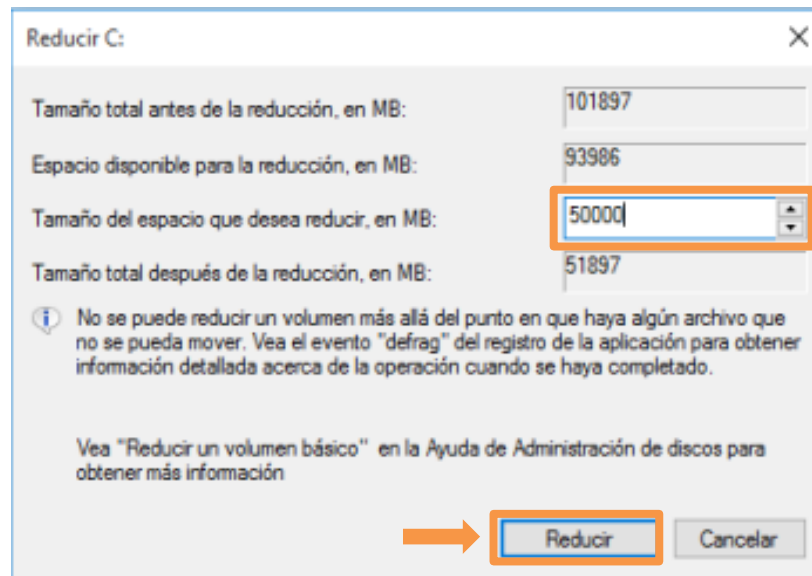 Reducir C:
Tamaño total antes de la reducción, en MB: 101897
Espacio disponible para la reducción, en MB: 93986
Tamaño del espacio que desea reducir, en MB: 50000
Tamaño total después de la reducción, en MB: 51897
No se puede reducir un volumen más allá del punto en que haya algún archivo que
no se pueda mover. Vea el evento "defrag" del registro de la aplicación para obtener
información detallada acerca de la operación cuando se haya completado.
Vea "Reducir un volumen básico" en la Ayuda de Administración de discos para
obtener más información
Reducir Cancelar